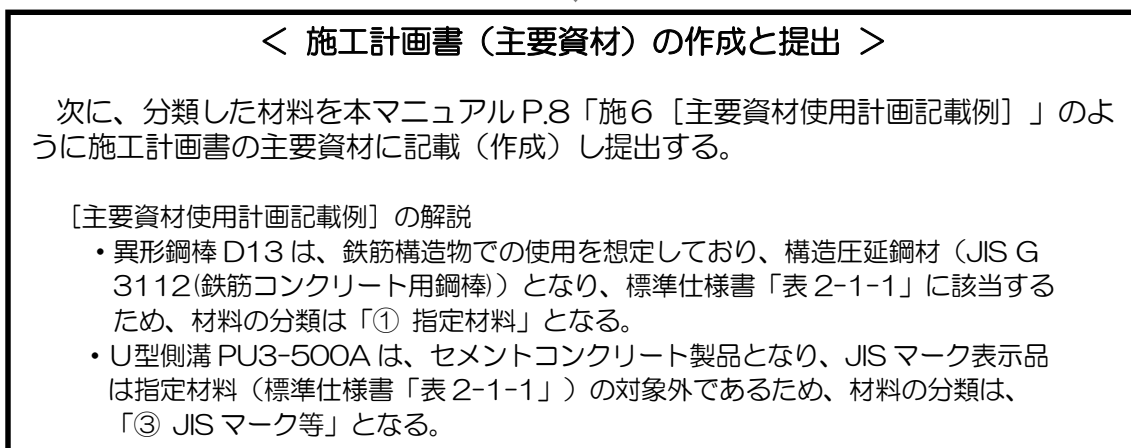 ＜ 施工計画書（主要資材）の作成と提出 ＞
次に、分類した材料を本マニュアル P.8「施６［主要資材使用計画記載例］」のよ
うに施工計画書の主要資材に記載（作成）し提出する。
［主要資材使用計画記載例］の解説
・異形鋼棒 D13 は、鉄筋構造物での使用を想定しており、構造圧延鋼材（JIS G
3112(鉄筋コンクリート用鋼棒)）となり、標準仕様書「表 2-1-1」に該当する
ため、材料の分類は「① 指定材料」となる。
・U型側溝 PU3-500A は、セメントコンクリート製品となり、JIS マーク表示品
は指定材料（標準仕様書「表 2-1-1」）の対象外であるため、材料の分類は、
「③ JIS マーク等」となる。